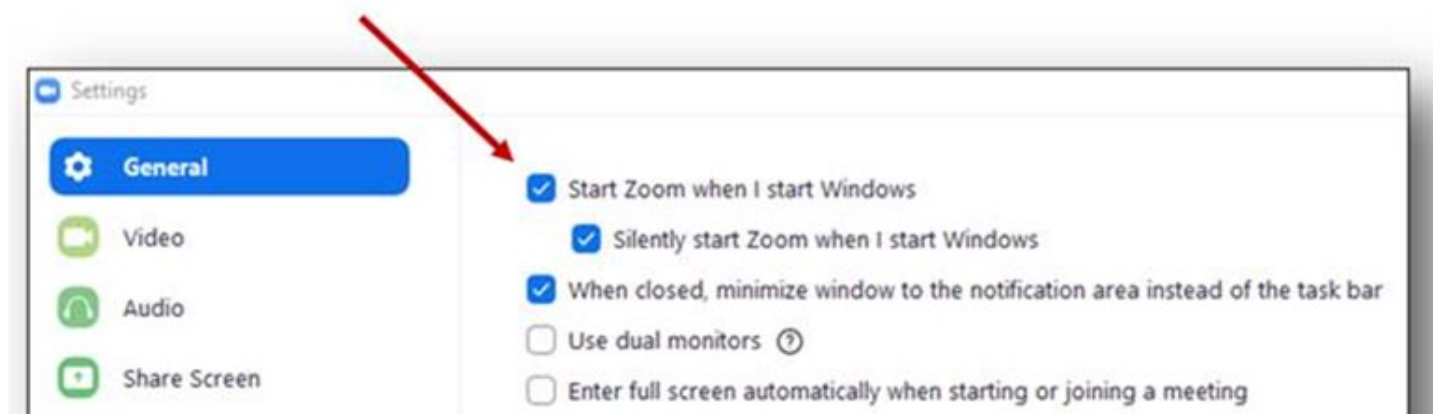 Settings
General
Video
Audio
Share Screen
Start Zoom when I start Windows
Silently start Zoom when I start Windows
When closed, minimize window to the notification area instead of the task bar
Use dual monitors ?
Enter full screen automatically when starting or joining a meeting